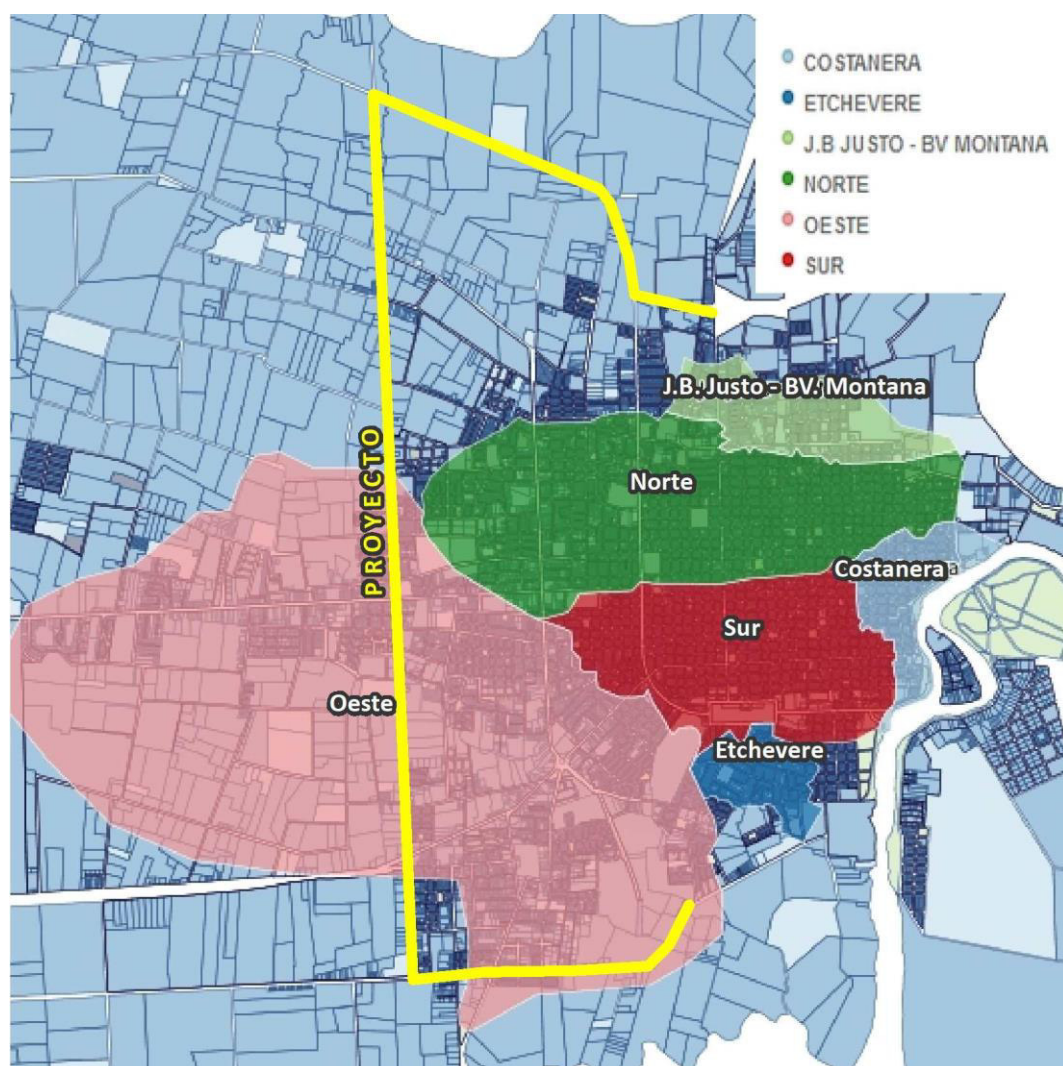 COSTANERA
ETCHEVERE
J.B JUSTO - BV MONTANA
NORTE
OESTE
SUR
J.B. Justo - BV. Montana
Norte
PROYECTO
Costanera
Sur
Oeste
Etchevere